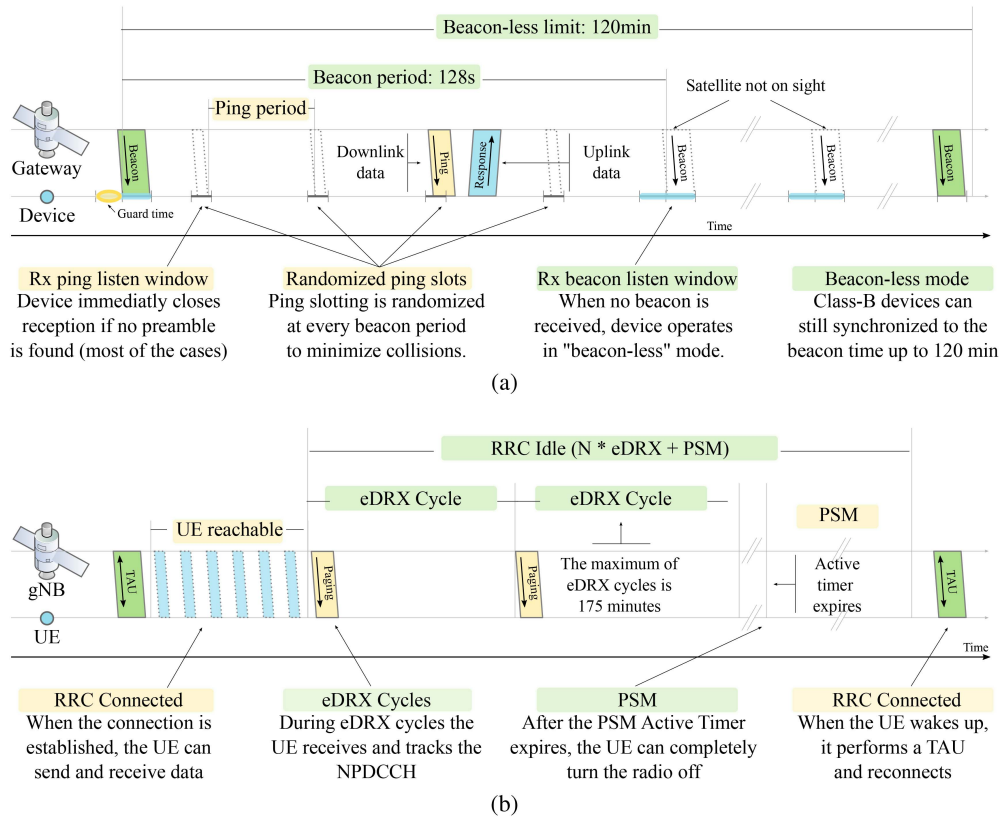 Beacon-less limit: 120min
Beacon period: 128s
Satellite not on sight
Ping period
Gateway
Beacon
Downlink
data
Ping
Response
Uplink
data
Beacon
Beacon
Beacon
Device
Guard time
Time
Rx ping listen window
Device immediatly closes
reception if no preamble
is found (most of the cases)
Randomized ping slots
Ping slotting is randomized
at every beacon period
to minimize collisions.
Rx beacon listen window
When no beacon is
received, device operates
in "beacon-less" mode.
Beacon-less mode
Class-B devices can
still synchronized to the
beacon time up to 120 min
(a)
RRC Idle (N * eDRX + PSM)
eDRX Cycle
eDRX Cycle
UE reachable
PSM
gNB
TAU
Paging
Paging
The maximum of
eDRX cycles is
175 minutes
Active
timer
expires
TAU
UE
Time
RRC Connected
When the connection is
established, the UE can
send and receive data
eDRX Cycles
During eDRX cycles the
UE receives and tracks the
NPDCCH
PSM
After the PSM Active Timer
expires, the UE can completely
turn the radio off
RRC Connected
When the UE wakes up,
it performs a TAU
and reconnects
(b)